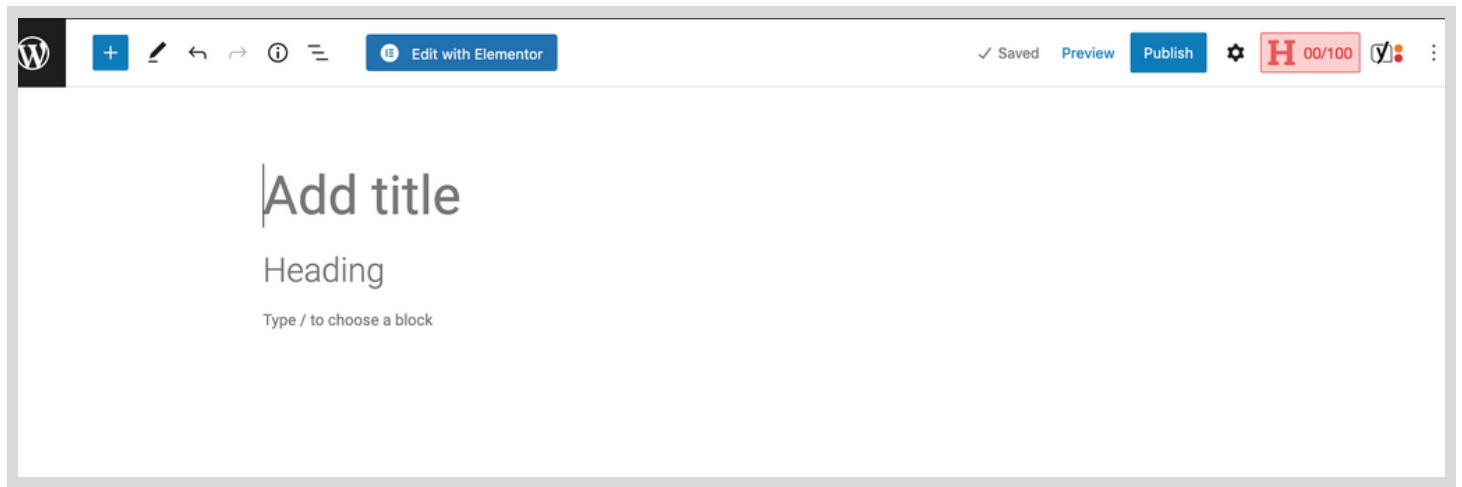 Edit with Elementor Saved Preview Publish H 00/100
Add title
Heading
Type / to choose a block